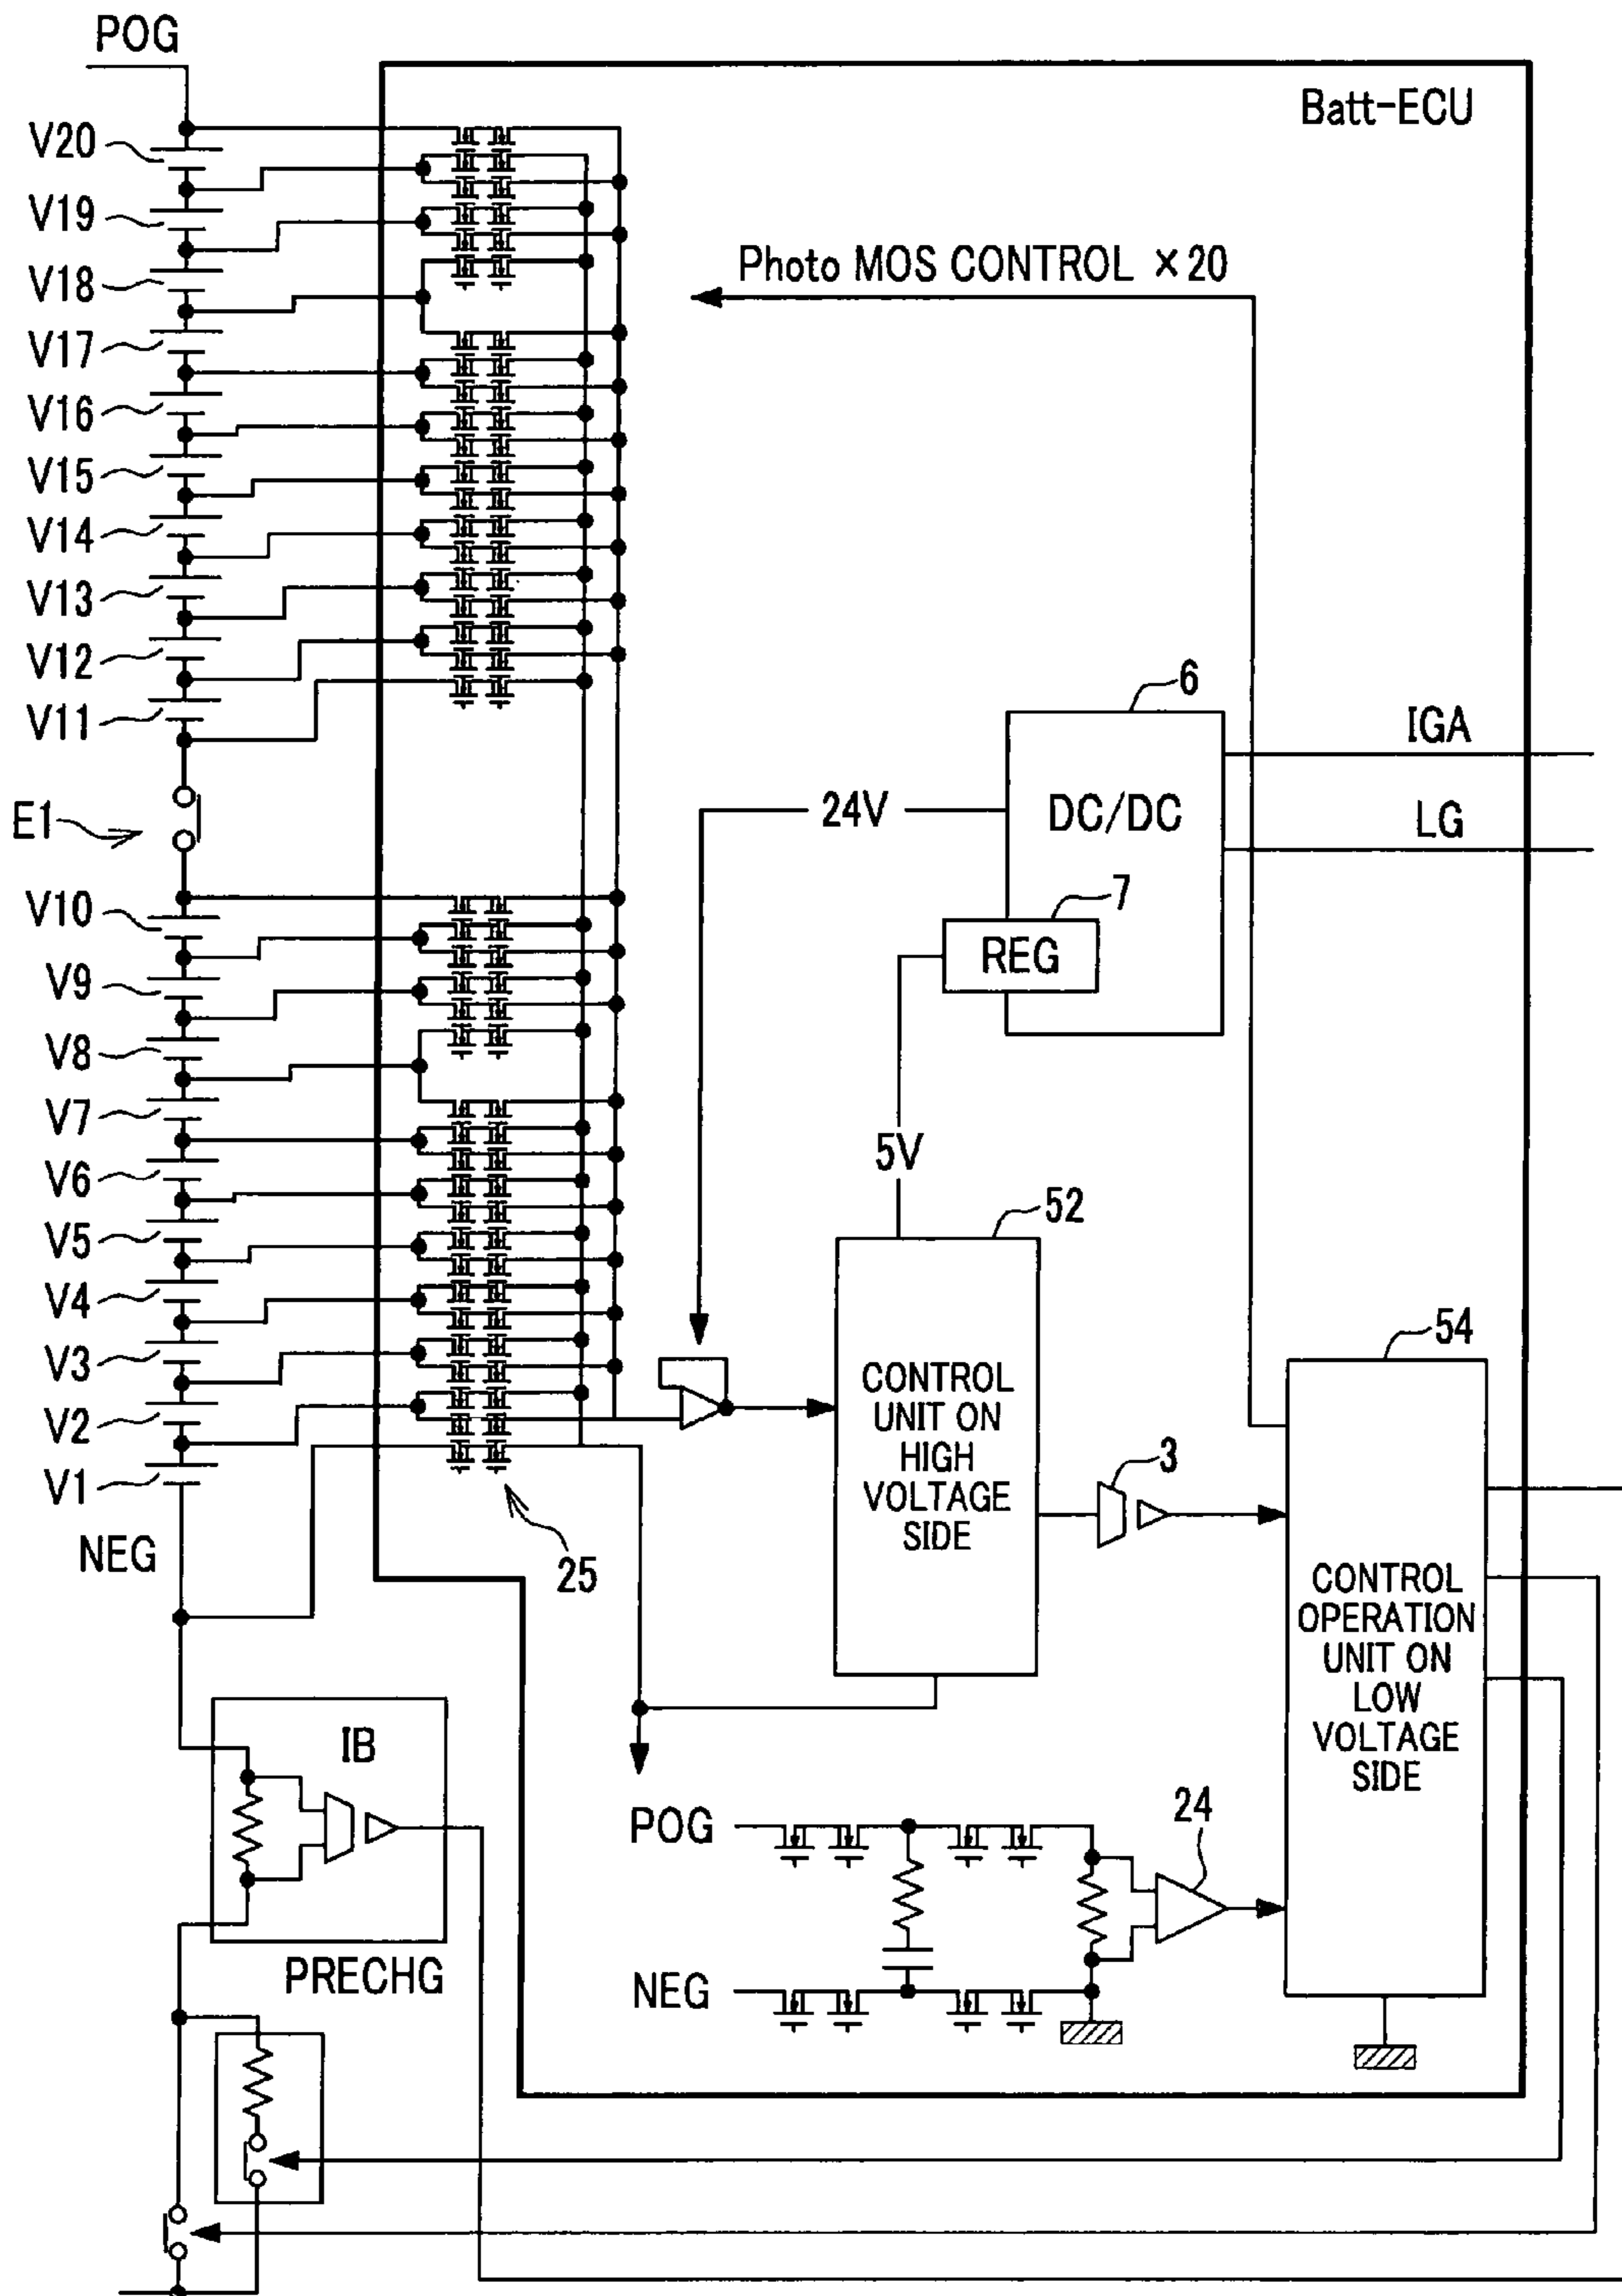 POG
Batt-ECU
V20
V19
V18
V17
V16
V15
V14
V13
V12
V11
Photo MOS CONTROL ×20
6
DC/DC
IGA
LG
24V
7
REG
E1
V10
V9
V8
V7
V6
V5
V4
V3
V2
V1
NEG
5V
52
CONTROL
UNIT ON
HIGH
VOLTAGE
SIDE
3
54
CONTROL
OPERATION
UNIT ON
LOW
VOLTAGE
SIDE
25
IB
PRECHG
POG
NEG
24